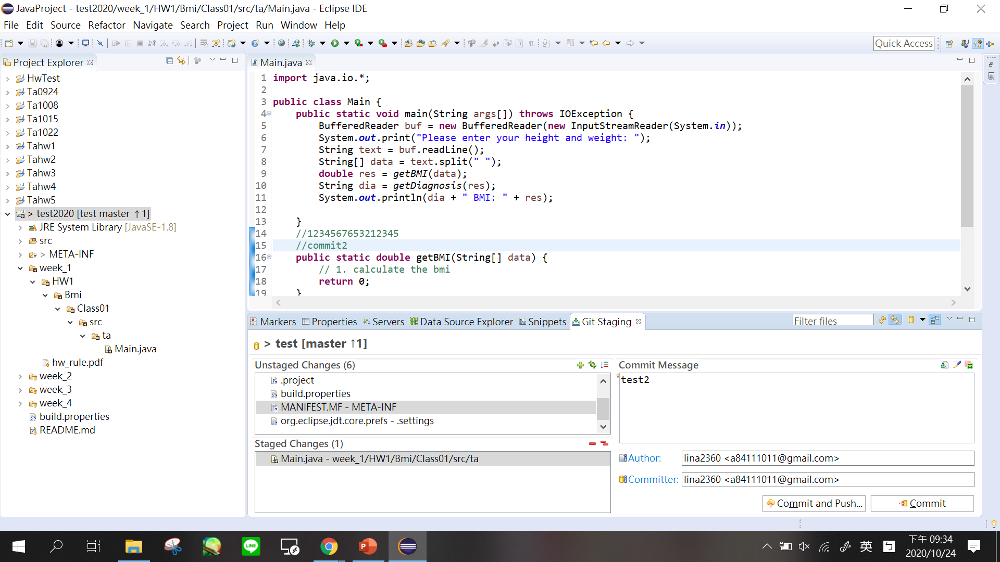 JavaProject - test2020/week_1/HW1/Bmi/Class01/src/ta/Main.java - Eclipse IDE
File Edit Source Refactor Navigate Search Project Run Window Help
Quick Access
Project Explorer
HwTest
Ta0924
Ta1008
Ta1015
Ta1022
Tahw1
Tahw2
Tahw3
Tahw4
Tahw5
> test2020 [test master ↑1]
JRE System Library [JavaSE-1.8]
src
> META-INF
week_1
HW1
Bmi
Class01
src
ta
Main.java
hw_rule.pdf
week_2
week_3
week_4
build.properties
README.md
Main.java
1 import java.io.*;
2
3 public class Main {
4 public static void main(String args[]) throws IOException {
5 BufferedReader buf = new BufferedReader(new InputStreamReader(System.in));
6 System.out.print("Please enter your height and weight: ");
7 String text = buf.readLine();
8 String[] data = text.split(" ");
9 double res = getBMI(data);
10 String dia = getDiagnosis(res);
11 System.out.println(dia + " BMI: " + res);
12
13 }
14 //1234567653212345
15 //commit2
16 public static double getBMI(String[] data) {
17 // 1. calculate the bmi
18 return 0;
19 }
Markers Properties Servers Data Source Explorer Snippets Git Staging
Filter files
> test [master ↑1]
Unstaged Changes (6)
.project
build.properties
MANIFEST.MF - META-INF
org.eclipse.jdt.core.prefs - .settings
Staged Changes (1)
Main.java - week_1/HW1/Bmi/Class01/src/ta
Commit Message
test2
Author: lina2360 <a84111011@gmail.com>
Committer: lina2360 <a84111011@gmail.com>
Commit and Push... Commit
LINE
P
英
下午 09:34
2020/10/24